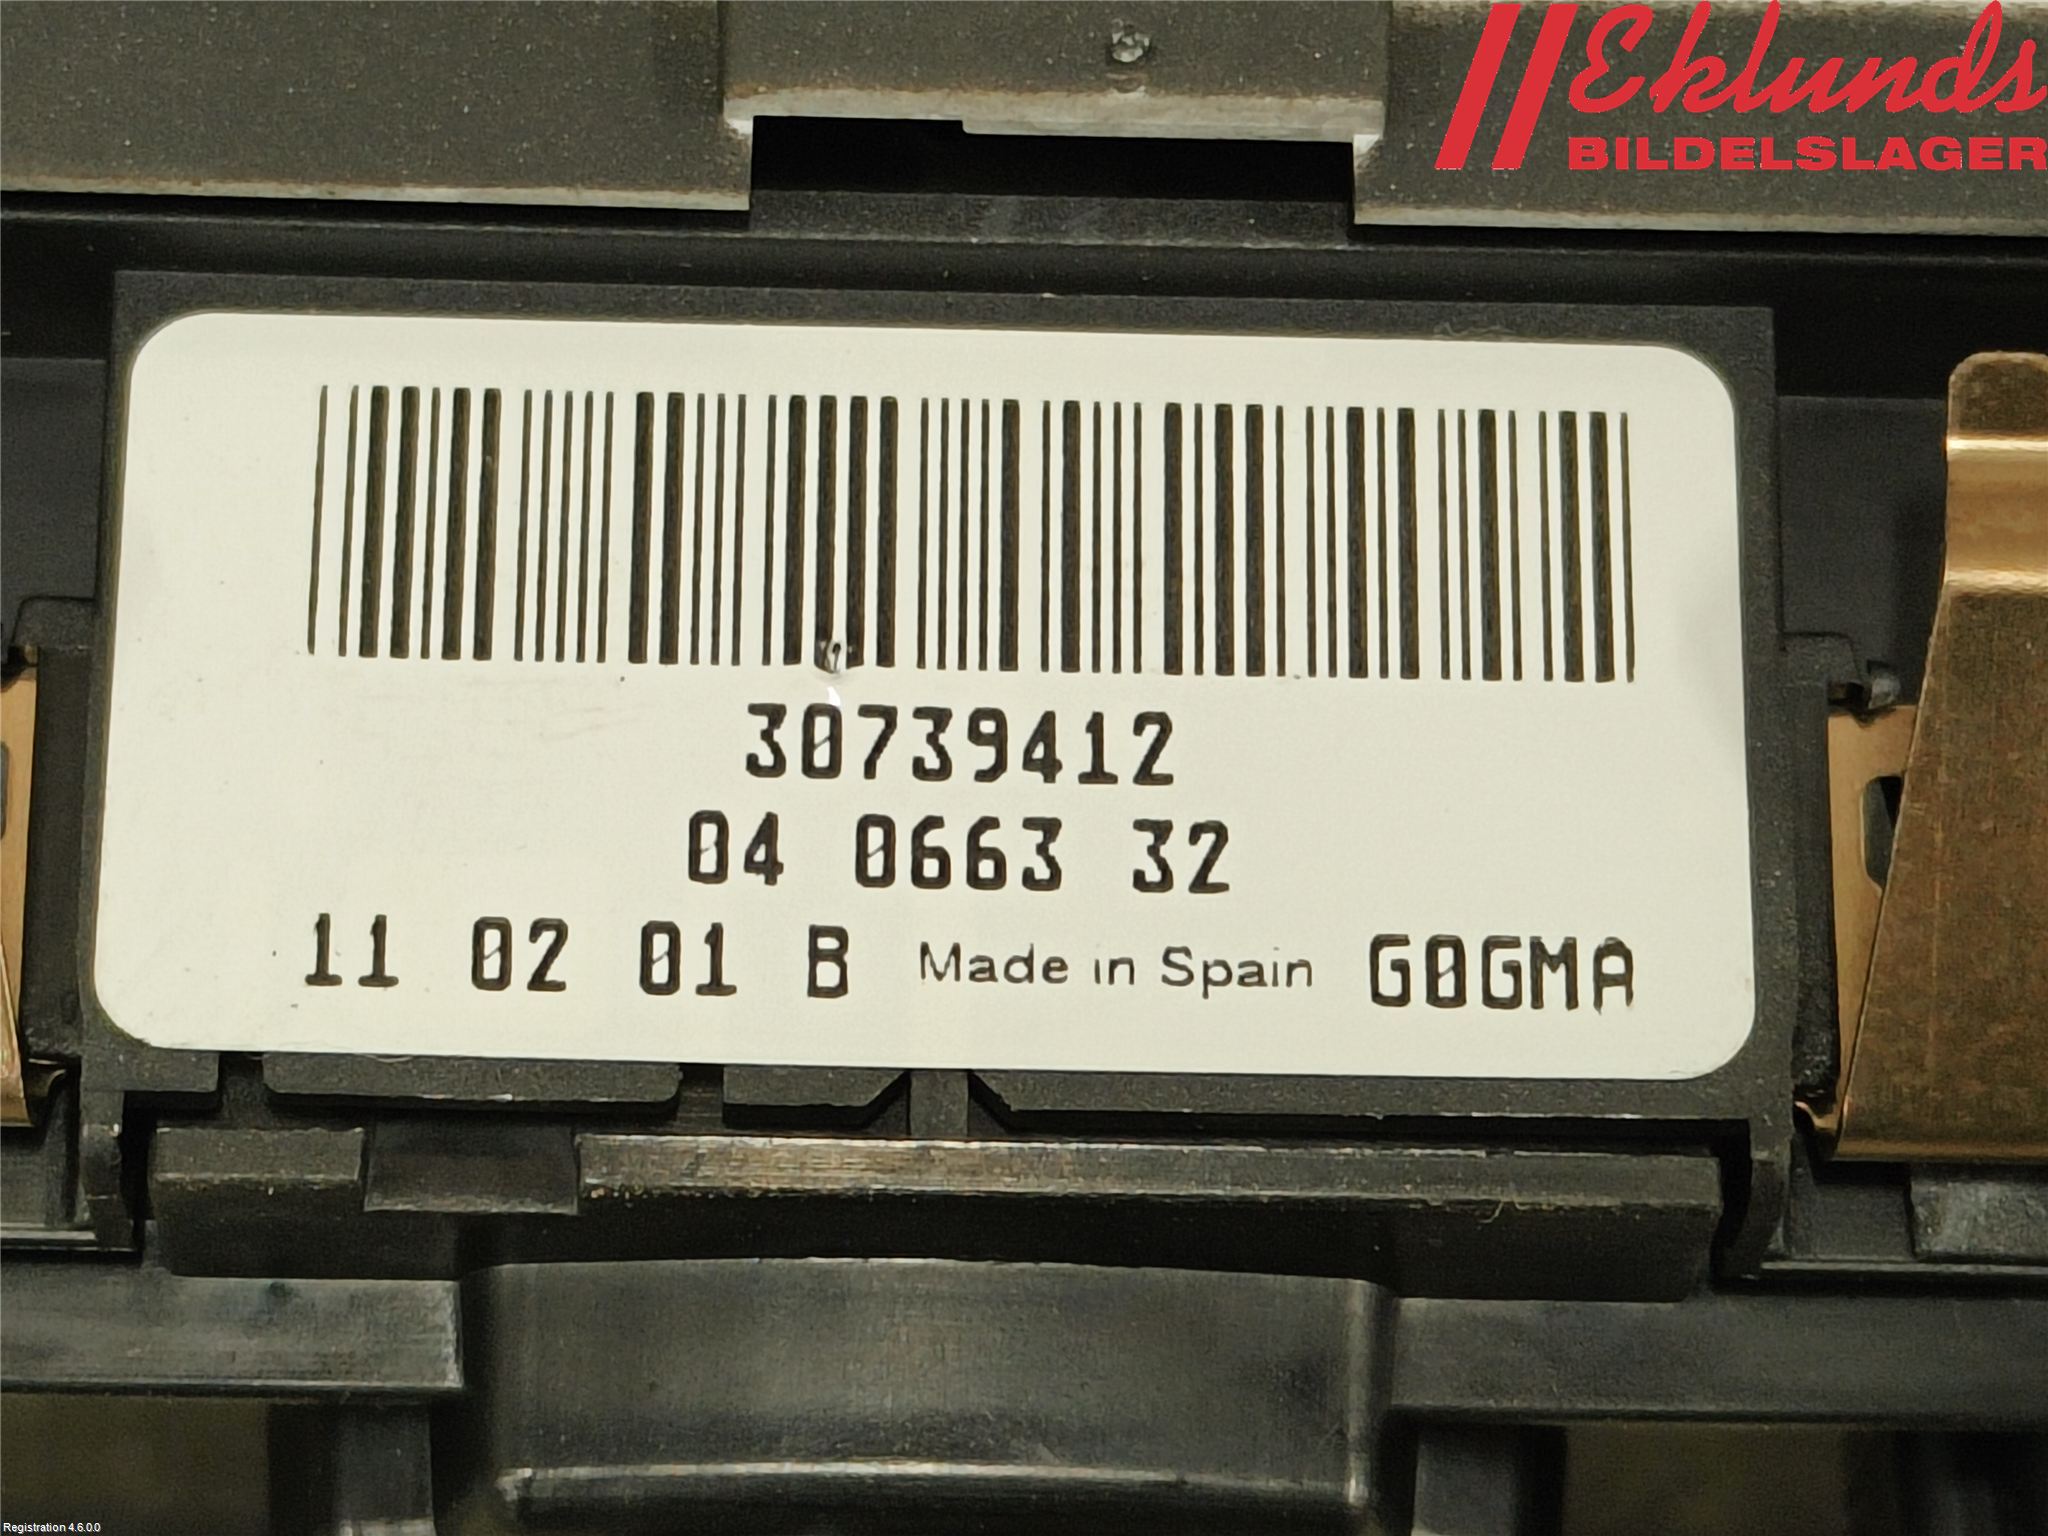 Eklunds
BILDELSLAGER
30739412
04 0663 32
11 02 01 B Made in Spain G0GMA
Registration 4.6.0.0